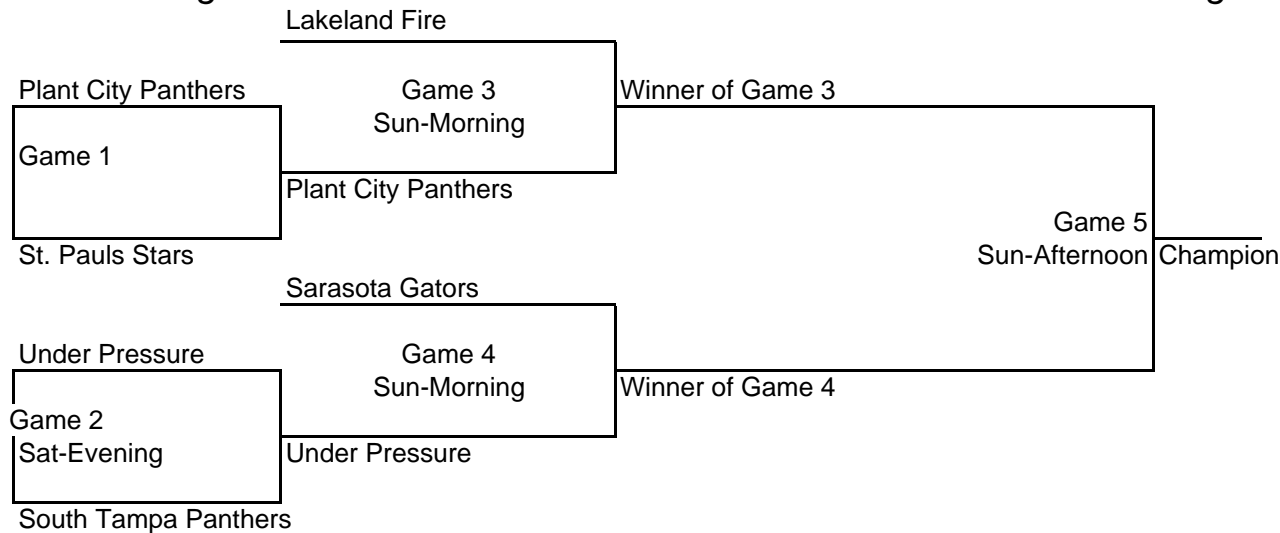 Lakeland Fire
Plant City Panthers
Game 3
Winner of Game 3
Sun-Morning
Game 1
Plant City Panthers
Game 5
St. Pauls Stars
Sun-Afternoon
Champion
Sarasota Gators
Under Pressure
Game 4
Sun-Morning
Winner of Game 4
Game 2
Sat-Evening
Under Pressure
South Tampa Panthers